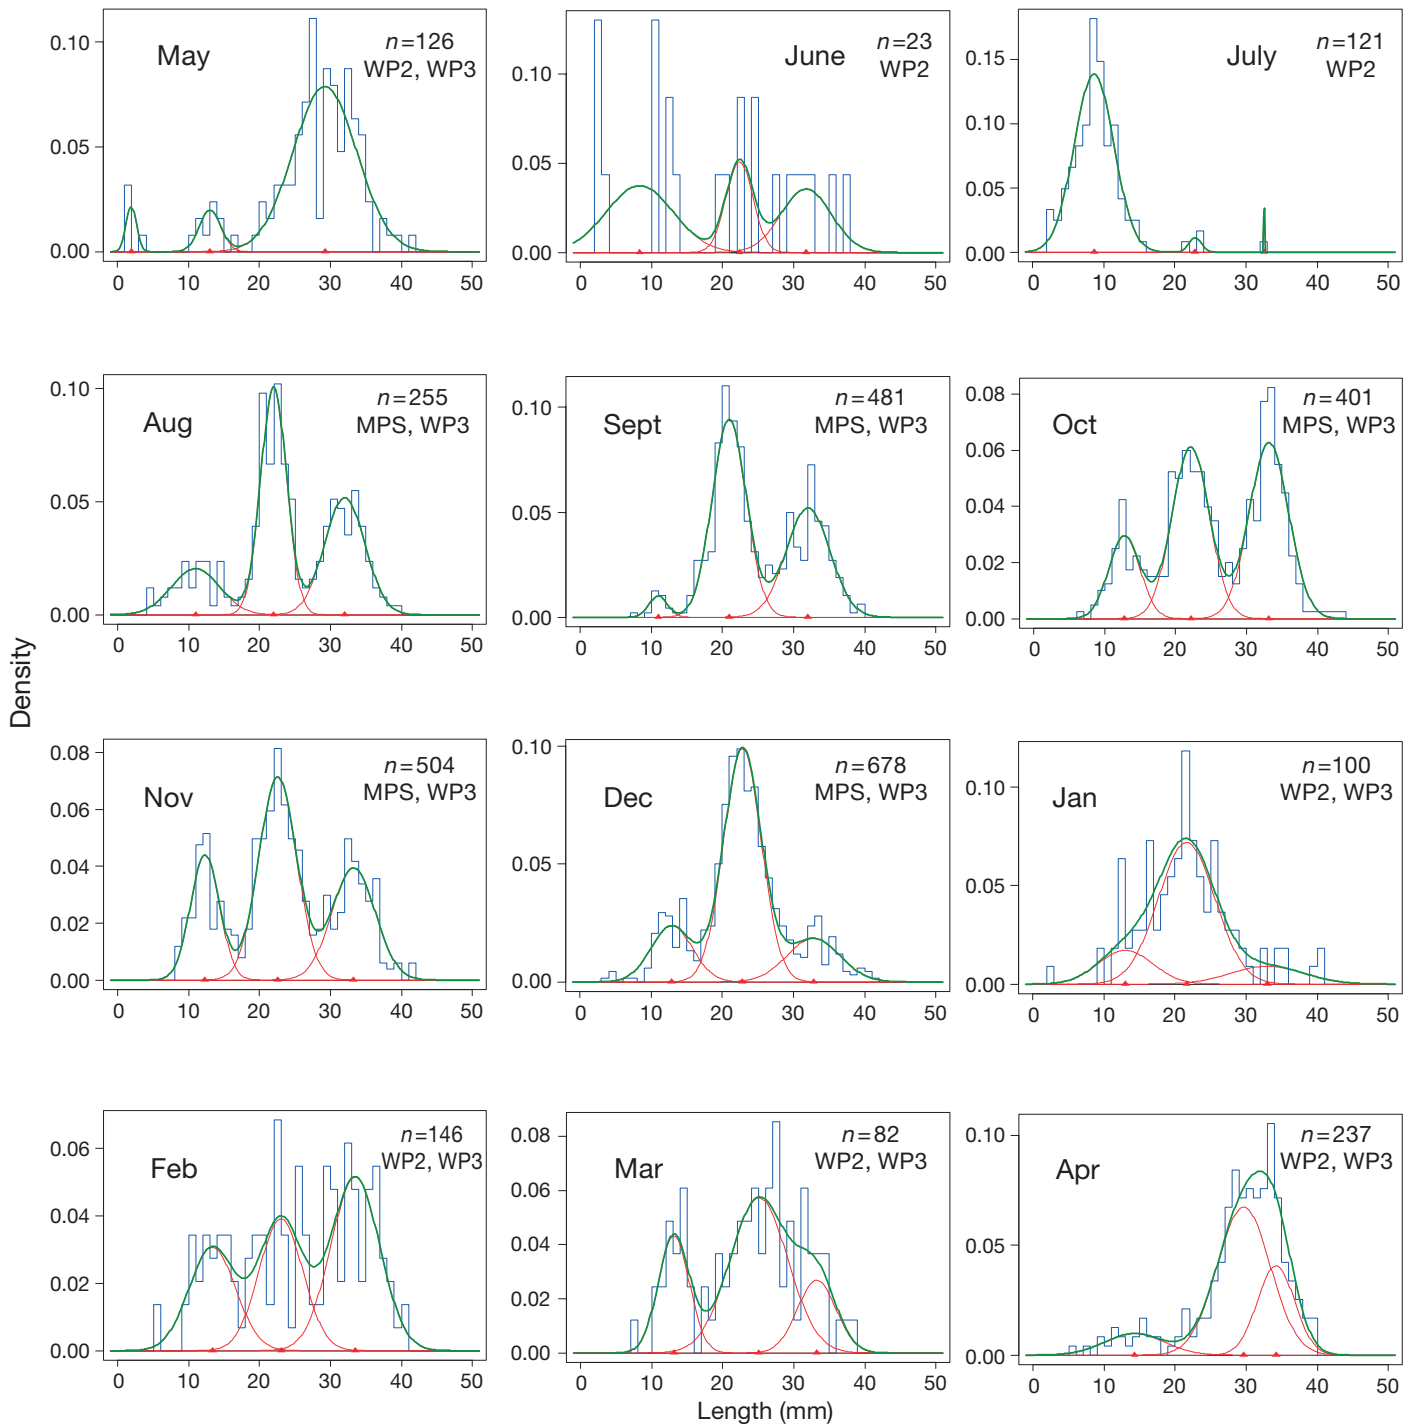 May
n=126
WP2, WP3
0.10
0.05
0.00
0 10 20 30 40 50
June
n=23
WP2
0.10
0.05
0.00
0 10 20 30 40 50
July
n=121
WP2
0.15
0.10
0.05
0.00
0 10 20 30 40 50
Aug
n=255
MPS, WP3
0.10
0.05
0.00
0 10 20 30 40 50
Sept
n=481
MPS, WP3
0.10
0.05
0.00
0 10 20 30 40 50
Oct
n=401
MPS, WP3
0.08
0.06
0.04
0.02
0.00
0 10 20 30 40 50
Density
Nov
n=504
MPS, WP3
0.08
0.06
0.04
0.02
0.00
0 10 20 30 40 50
Dec
n=678
MPS, WP3
0.10
0.05
0.00
0 10 20 30 40 50
Jan
n=100
WP2, WP3
0.10
0.05
0.00
0 10 20 30 40 50
Feb
n=146
WP2, WP3
0.06
0.04
0.02
0.00
0 10 20 30 40 50
Mar
n=82
WP2, WP3
0.08
0.06
0.04
0.02
0.00
0 10 20 30 40 50
Apr
n=237
WP2, WP3
0.10
0.05
0.00
0 10 20 30 40 50
Length (mm)